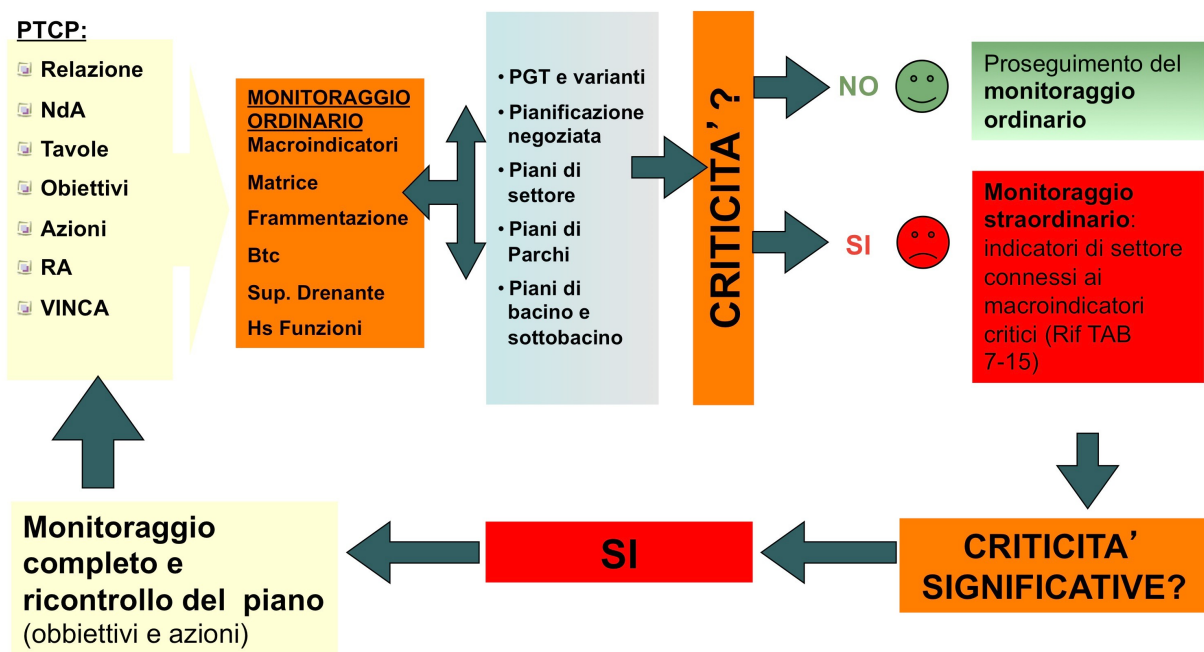 PTCP:
Relazione
NdA
Tavole
Obiettivi
Azioni
RA
VINCA
MONITORAGGIO
ORDINARIO
Macroindicatori
Matrice
Frammentazione
Btc
Sup. Drenante
Hs Funzioni
• PGT e varianti
• Pianificazione
negoziata
• Piani di
settore
• Piani di
Parchi
• Piani di
bacino e
sottobacino
CRITICITA’ ?
NO
Proseguimento del
monitoraggio
ordinario
SI
Monitoraggio
straordinario:
indicatori di settore
connessi ai
macroindicatori
critici (Rif TAB
7-15)
CRITICITA’
SIGNIFICATIVE?
SI
Monitoraggio
completo e
ricontrollo del piano
(obbiettivi e azioni)